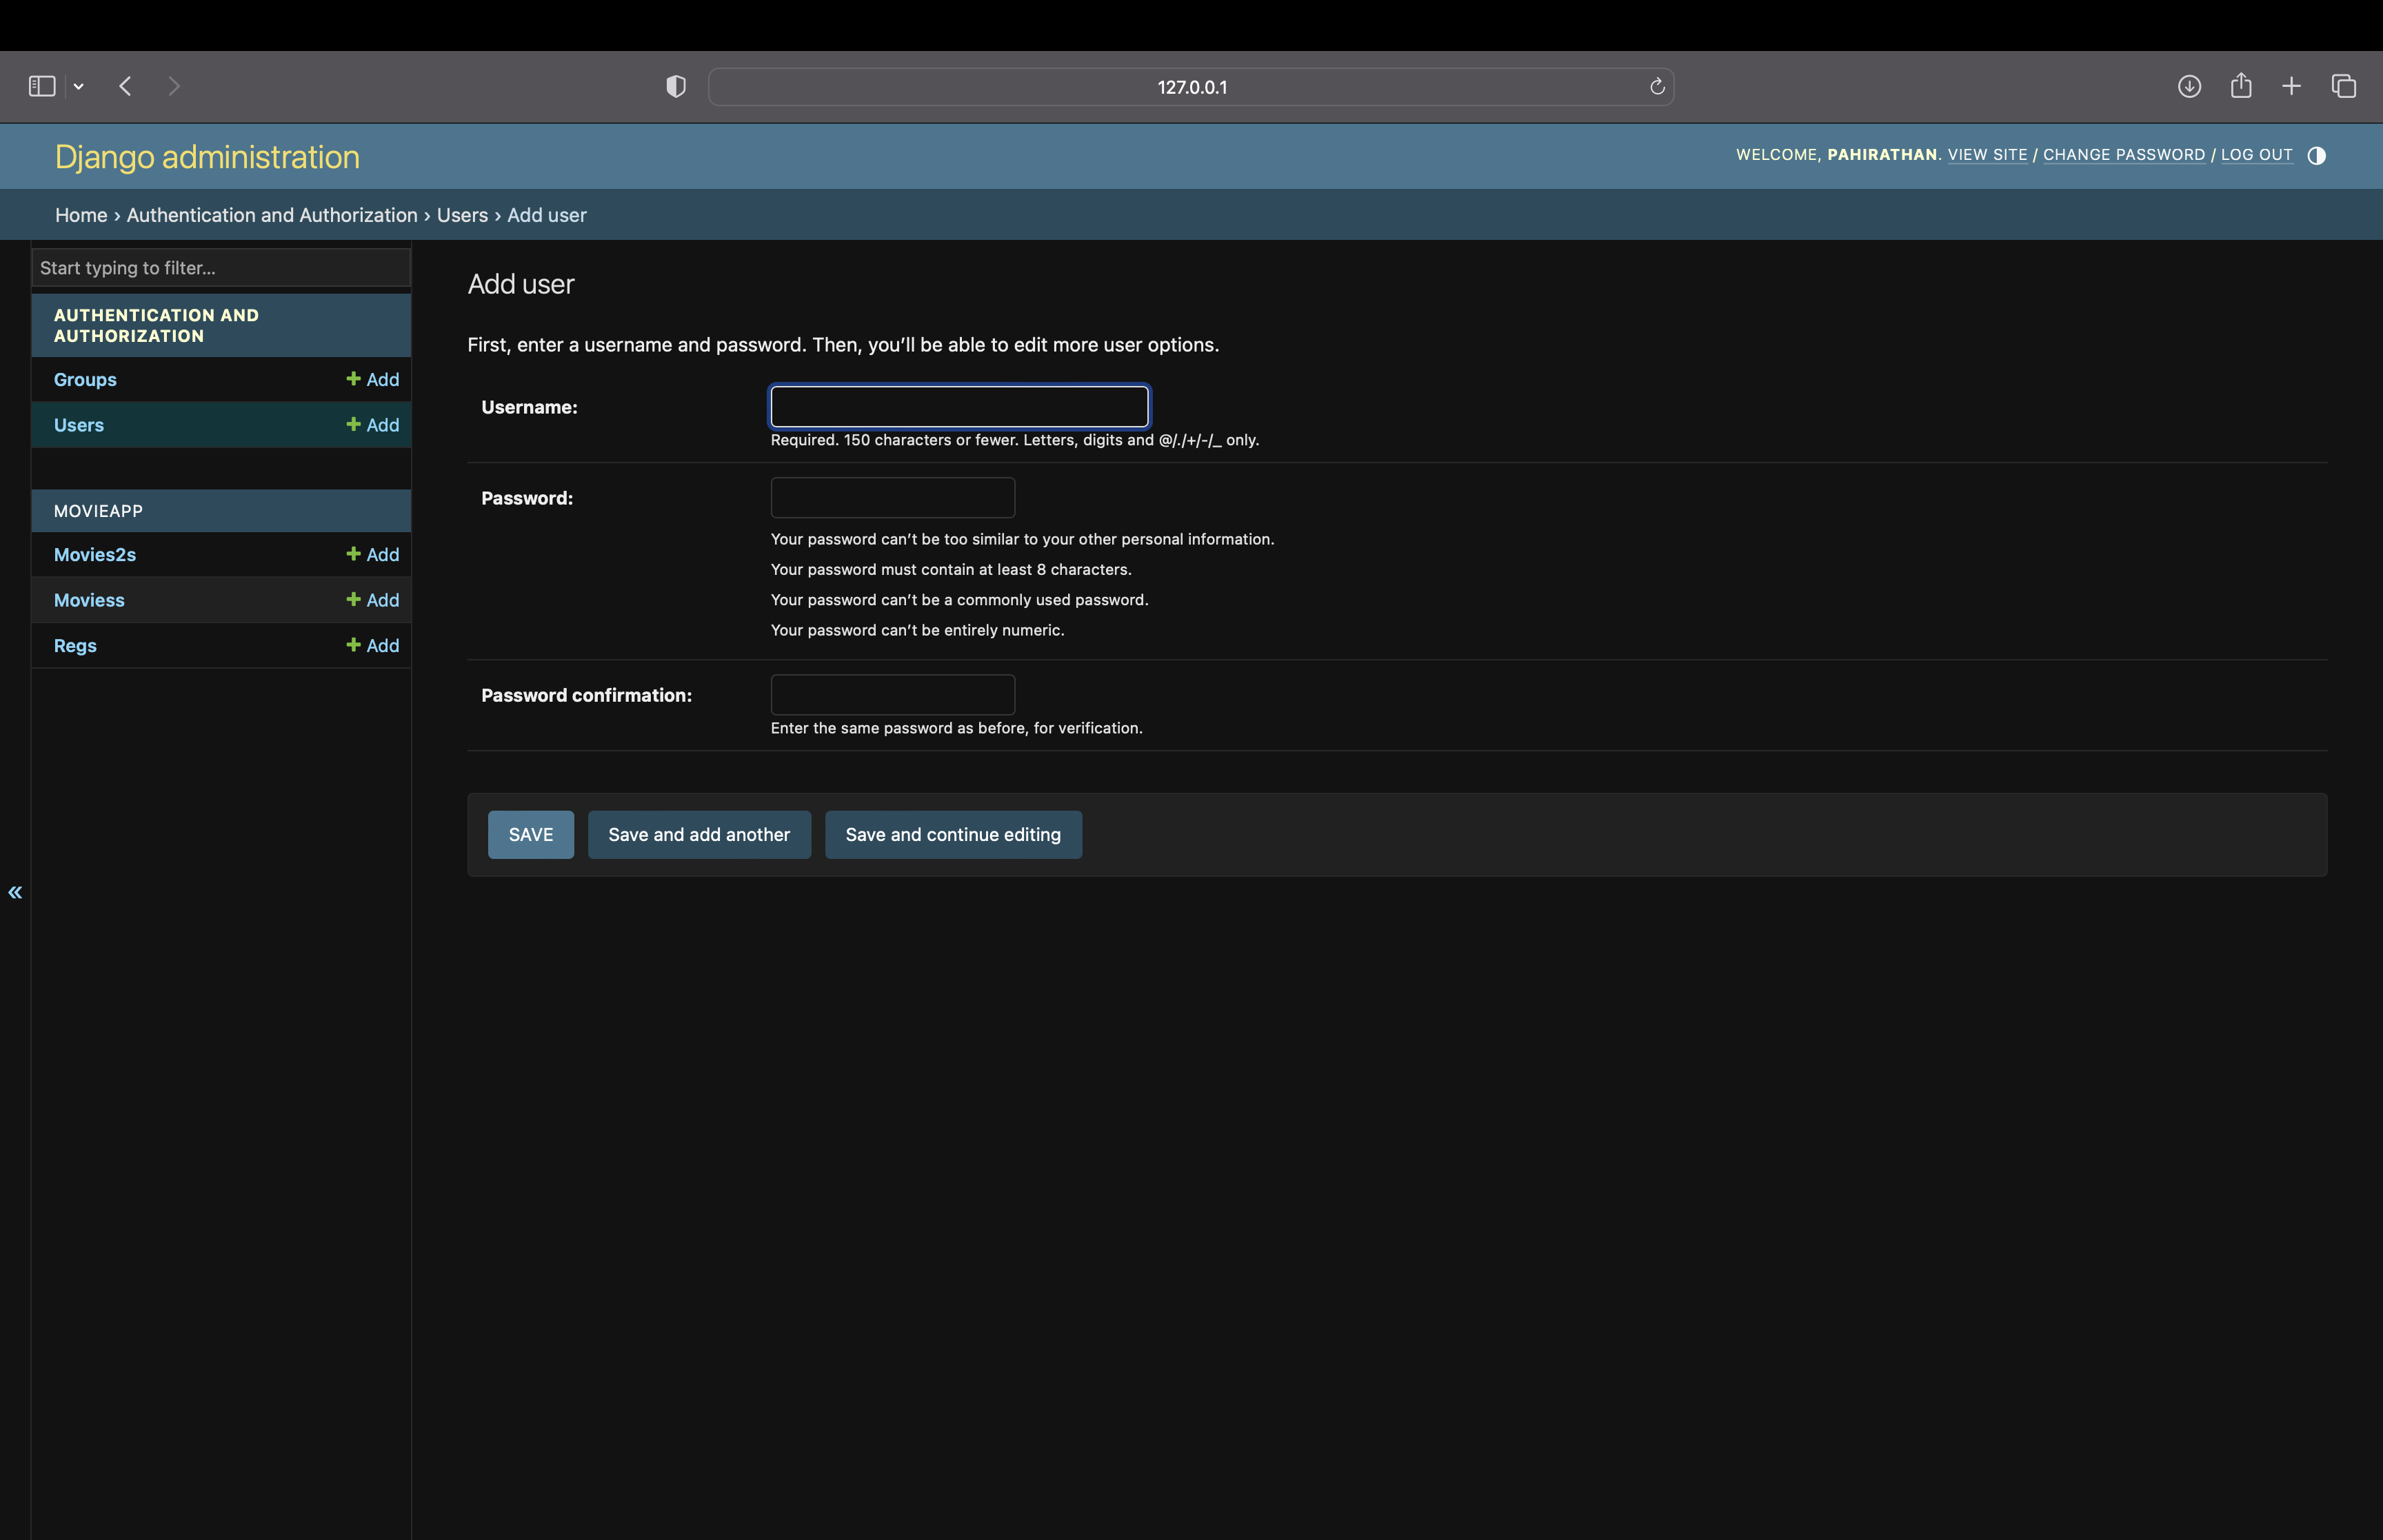 127.0.0.1
Django administration
WELCOME, PAHIRATHAN. VIEW SITE / CHANGE PASSWORD / LOG OUT
Home › Authentication and Authorization › Users › Add user
Start typing to filter...
AUTHENTICATION AND
AUTHORIZATION
Groups + Add
Users + Add
MOVIEAPP
Movies2s + Add
Moviess + Add
Regs + Add
«
Add user
First, enter a username and password. Then, you’ll be able to edit more user options.
Username:
Required. 150 characters or fewer. Letters, digits and @/./+/-/_ only.
Password:
Your password can’t be too similar to your other personal information.
Your password must contain at least 8 characters.
Your password can’t be a commonly used password.
Your password can’t be entirely numeric.
Password confirmation:
Enter the same password as before, for verification.
SAVE Save and add another Save and continue editing